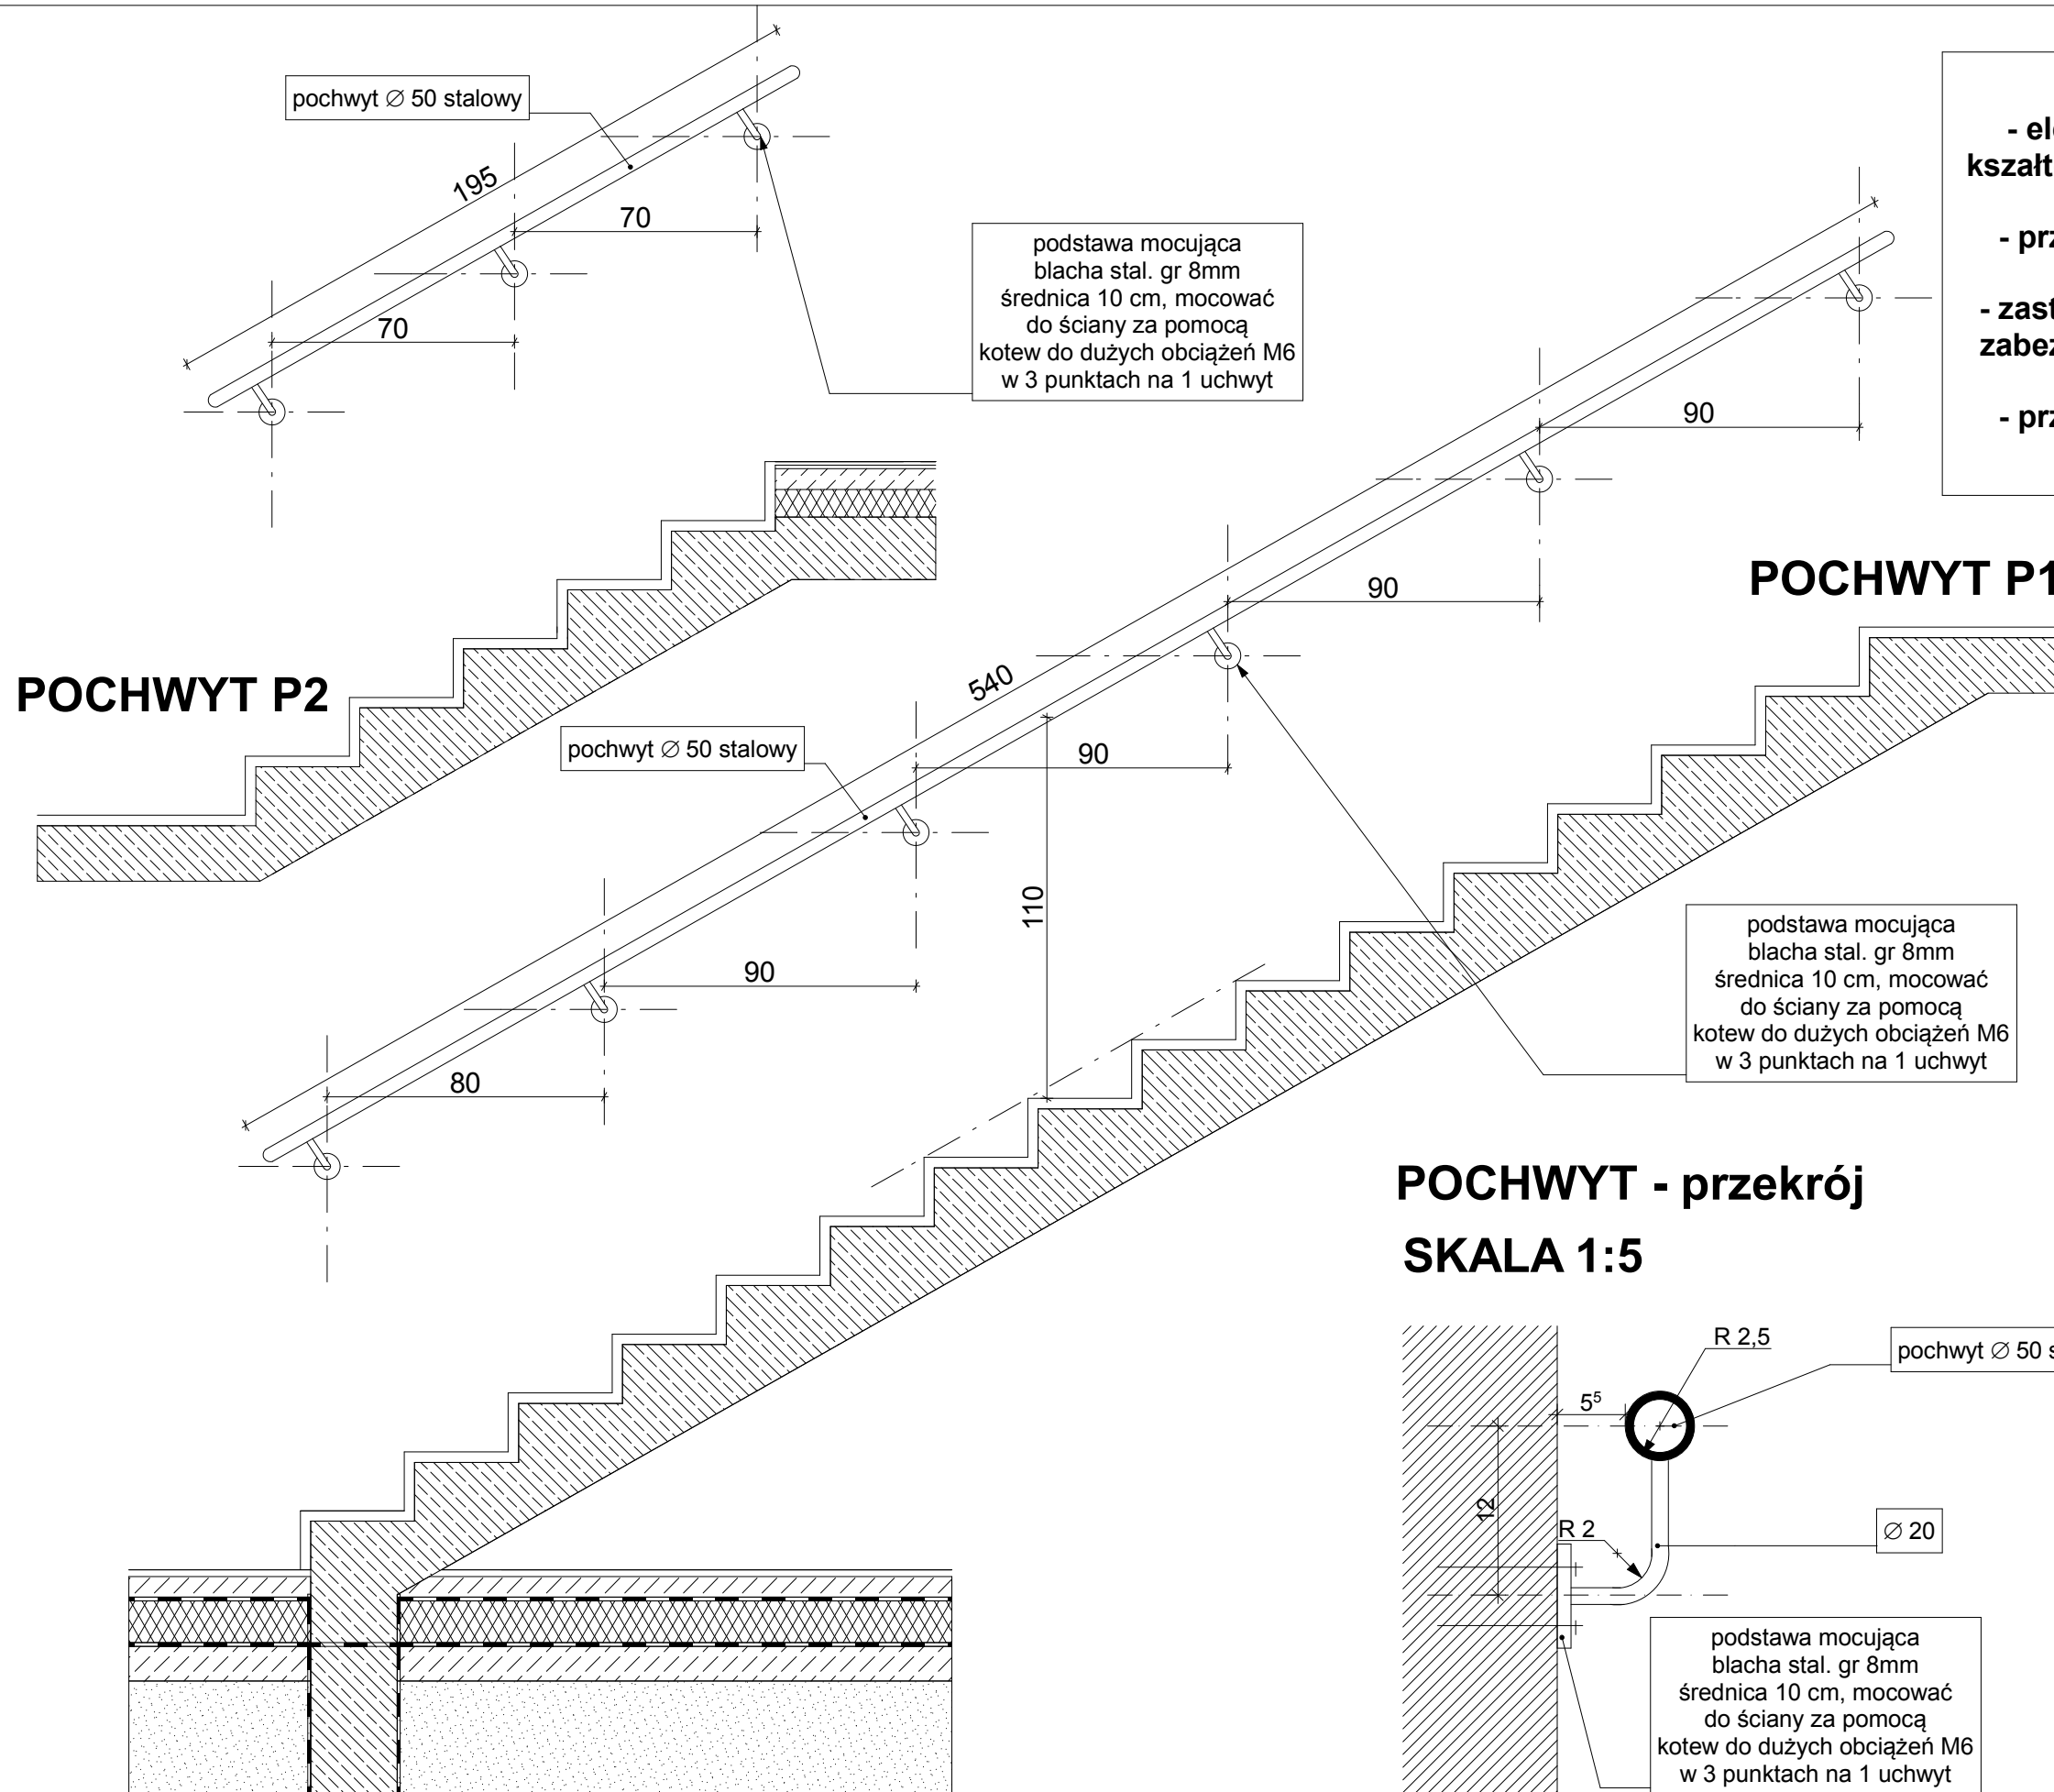 pochwyt ∅ 50 stalowy
195
70
70
podstawa mocująca
blacha stal. gr 8mm
średnica 10 cm, mocować
do ściany za pomocą
kotew do dużych obciążeń M6
w 3 punktach na 1 uchwyt
kształt
90
90
POCHWYT P1
POCHWYT P2
540
pochwyt ∅ 50 stalowy
90
110
90
80
podstawa mocująca
blacha stal. gr 8mm
średnica 10 cm, mocować
do ściany za pomocą
kotew do dużych obciążeń M6
w 3 punktach na 1 uchwyt
POCHWYT - przekrój
SKALA 1:5
R 2,5
pochwyt ∅ 50
5⁵
12
R 2
∅ 20
podstawa mocująca
blacha stal. gr 8mm
średnica 10 cm, mocować
do ściany za pomocą
kotew do dużych obciążeń M6
w 3 punktach na 1 uchwyt